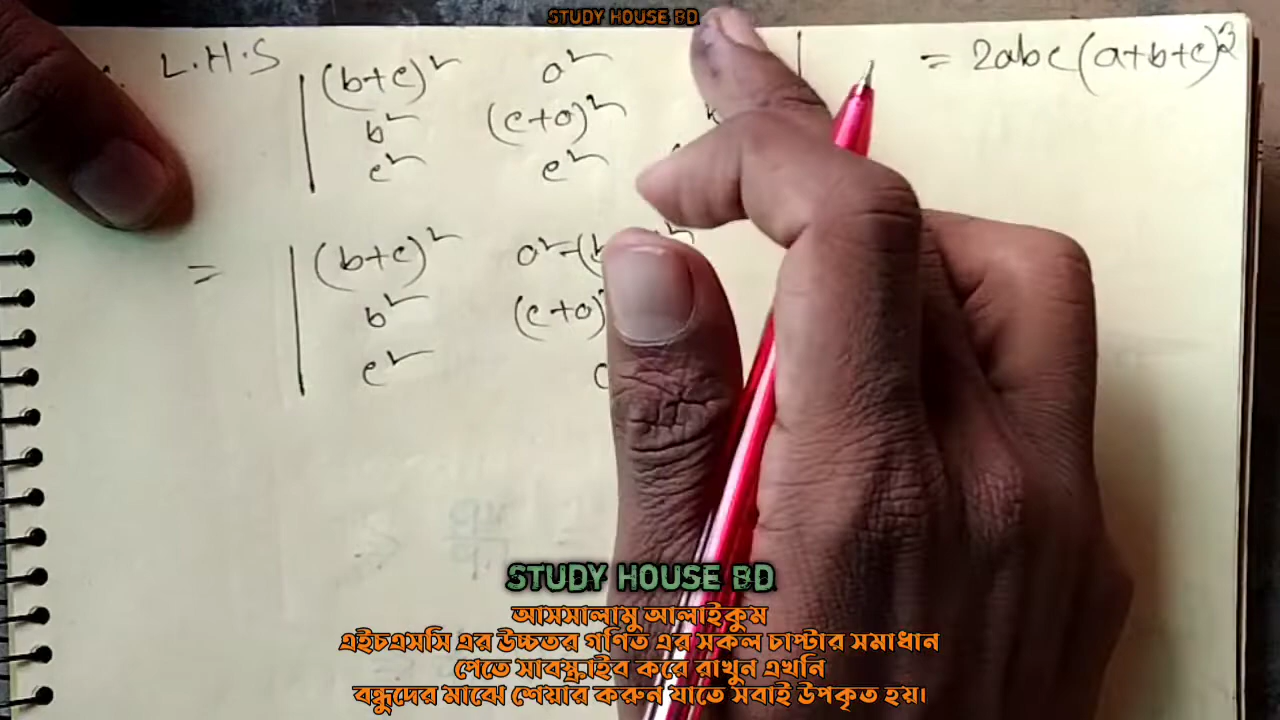 STUDY HOUSE BD
L.H.S (b+c)² a² = 2abc(a+b+c)³
b² (c+a)²
c² c²
= (b+c)² a²-(
b² (c+a)
c²
STUDY HOUSE BD
আসসালামু আলাইকুম
এইচএসসি এর উচ্চতর গণিত এর সকল চাপ্টার সমাধান
পেতে সাবস্ক্রাইব করে রাখুন এখনি
বন্ধুদের মাঝে শেয়ার করুন যাতে সবাই উপকৃত হয়।